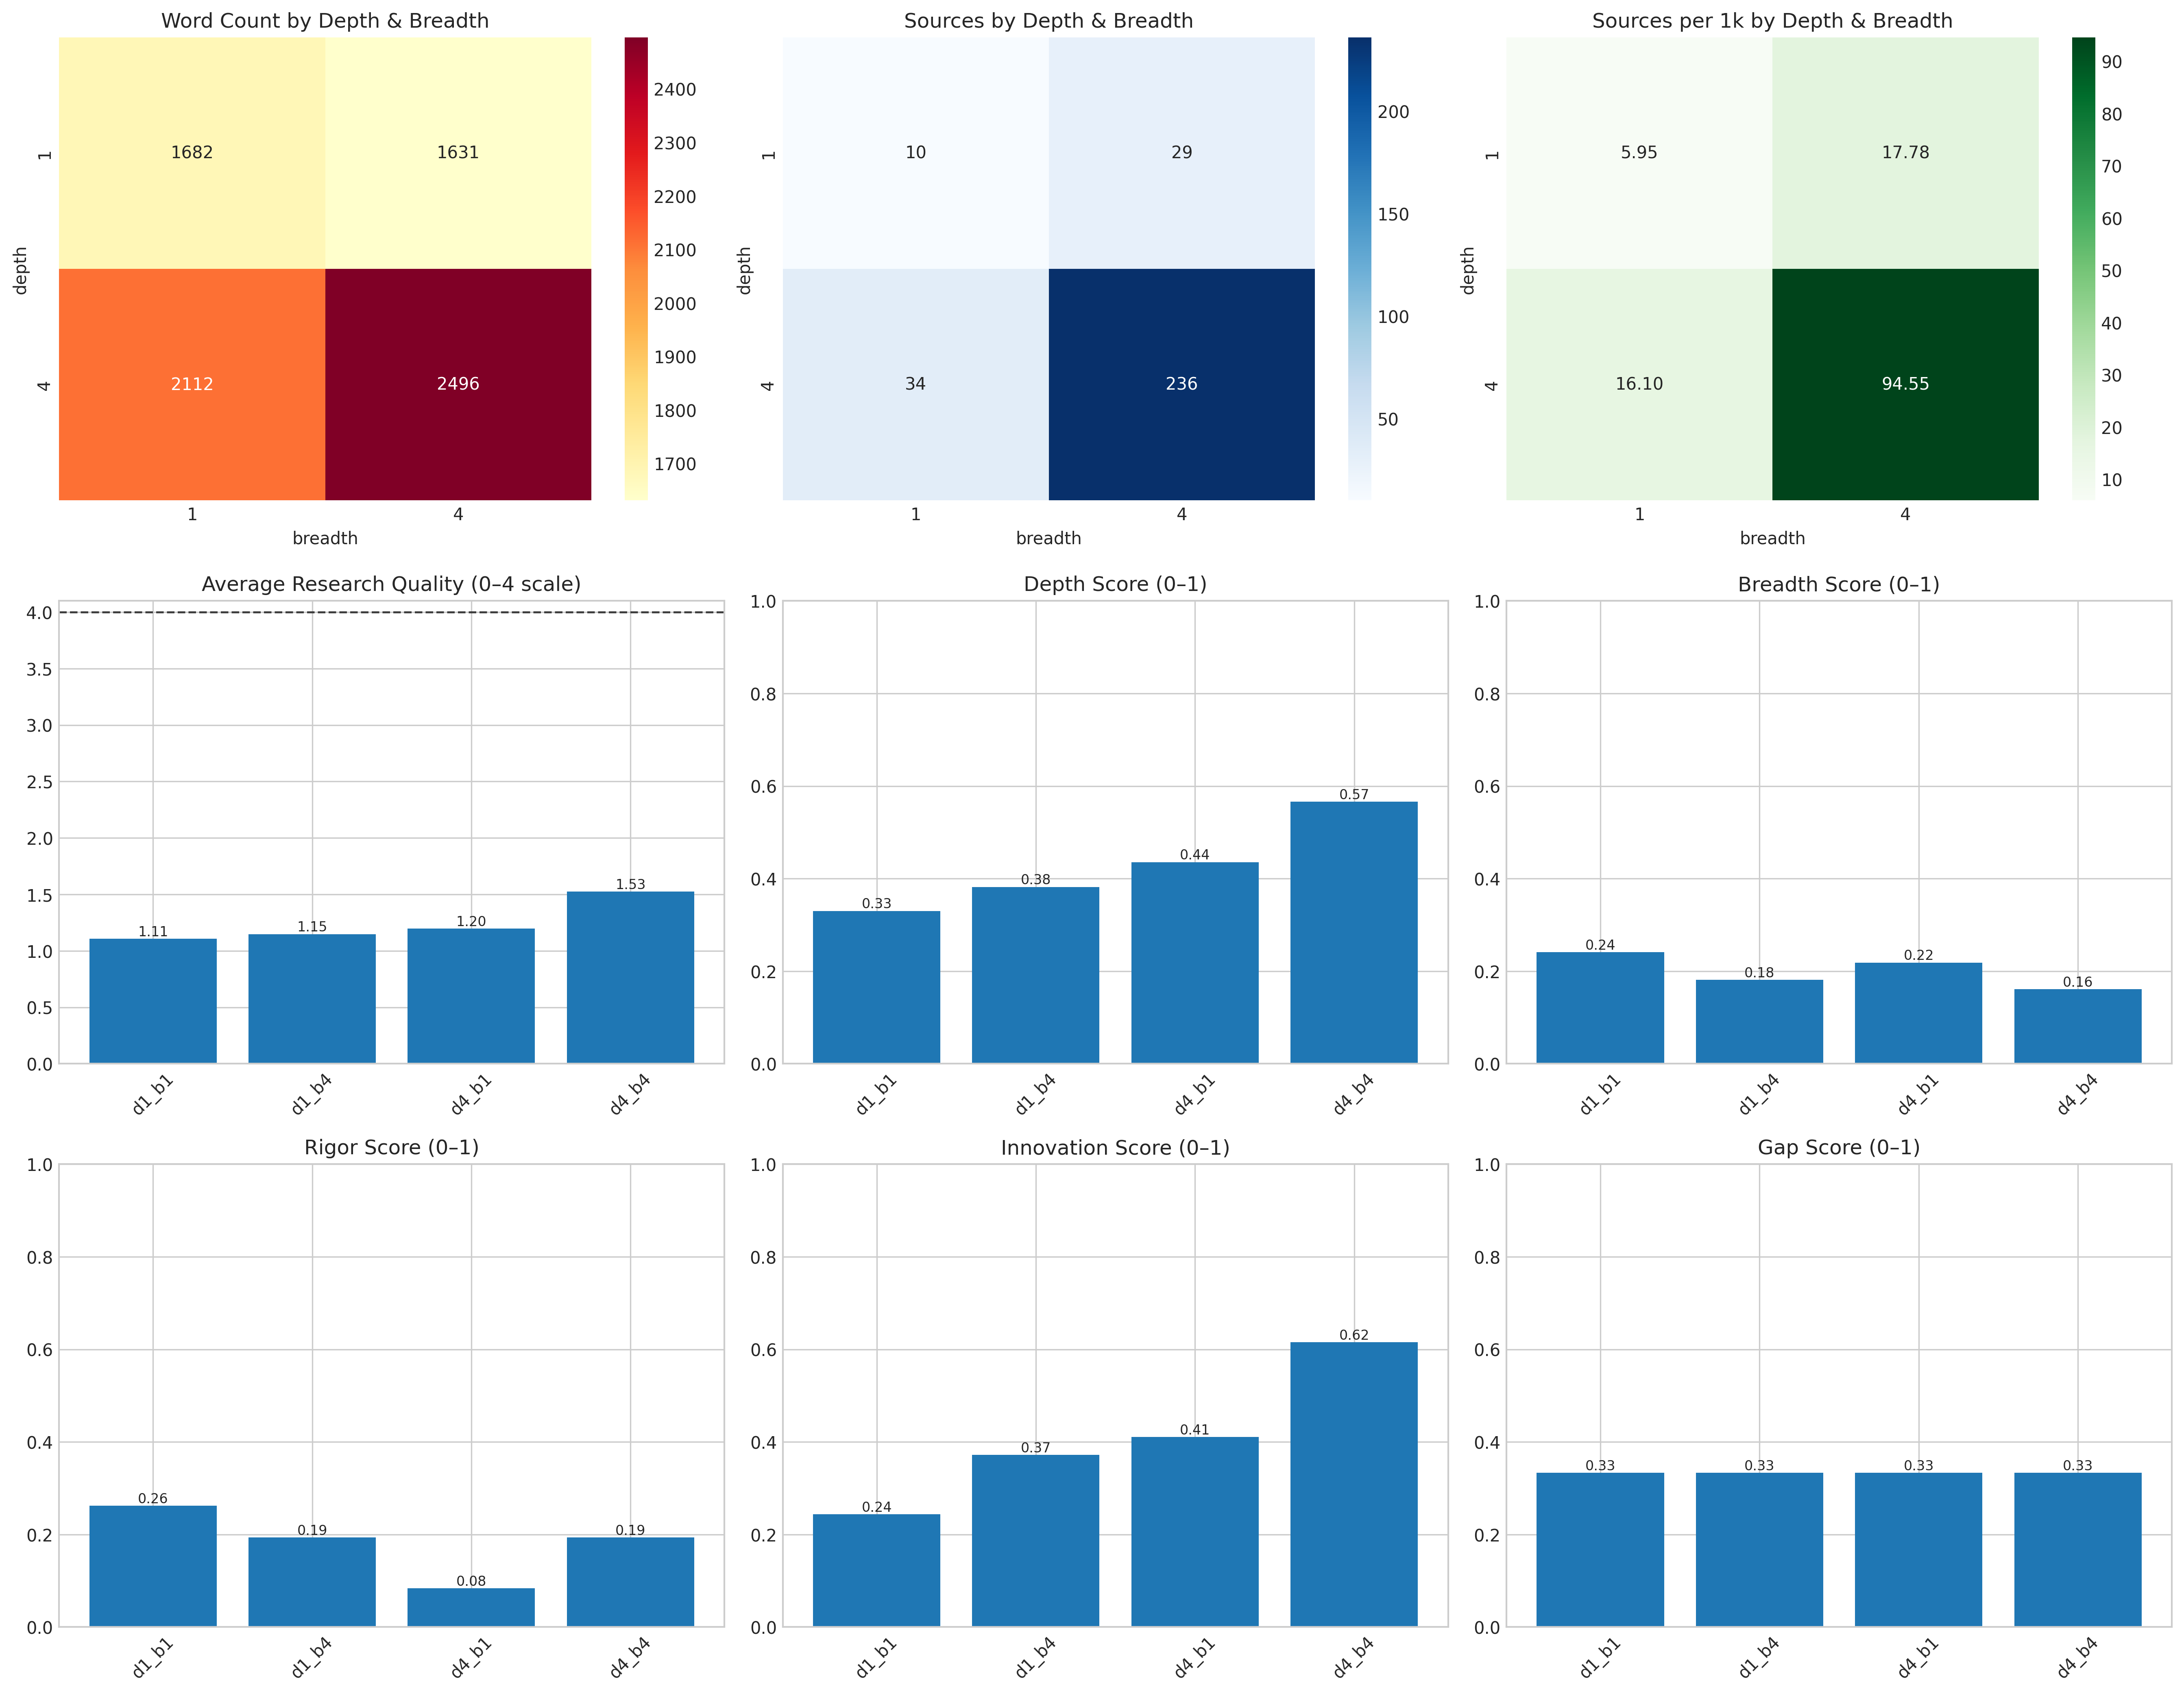 Word Count by Depth & Breadth
1682 1631
2112 2496
1
4
depth
1 4
breadth
2400
2300
2200
2100
2000
1900
1800
1700
Sources by Depth & Breadth
10 29
34 236
1
4
depth
1 4
breadth
200
150
100
50
Sources per 1k by Depth & Breadth
5.95 17.78
16.10 94.55
1
4
depth
1 4
breadth
90
80
70
60
50
40
30
20
10
Average Research Quality (0–4 scale)
4.0
3.5
3.0
2.5
2.0
1.5
1.0
0.5
0.0
1.11 1.15 1.20 1.53
d1_b1 d1_b4 d4_b1 d4_b4
Depth Score (0–1)
1.0
0.8
0.6
0.4
0.2
0.0
0.33 0.38 0.44 0.57
d1_b1 d1_b4 d4_b1 d4_b4
Breadth Score (0–1)
1.0
0.8
0.6
0.4
0.2
0.0
0.24 0.18 0.22 0.16
d1_b1 d1_b4 d4_b1 d4_b4
Rigor Score (0–1)
1.0
0.8
0.6
0.4
0.2
0.0
0.26 0.19 0.08 0.19
d1_b1 d1_b4 d4_b1 d4_b4
Innovation Score (0–1)
1.0
0.8
0.6
0.4
0.2
0.0
0.24 0.37 0.41 0.62
d1_b1 d1_b4 d4_b1 d4_b4
Gap Score (0–1)
1.0
0.8
0.6
0.4
0.2
0.0
0.33 0.33 0.33 0.33
d1_b1 d1_b4 d4_b1 d4_b4